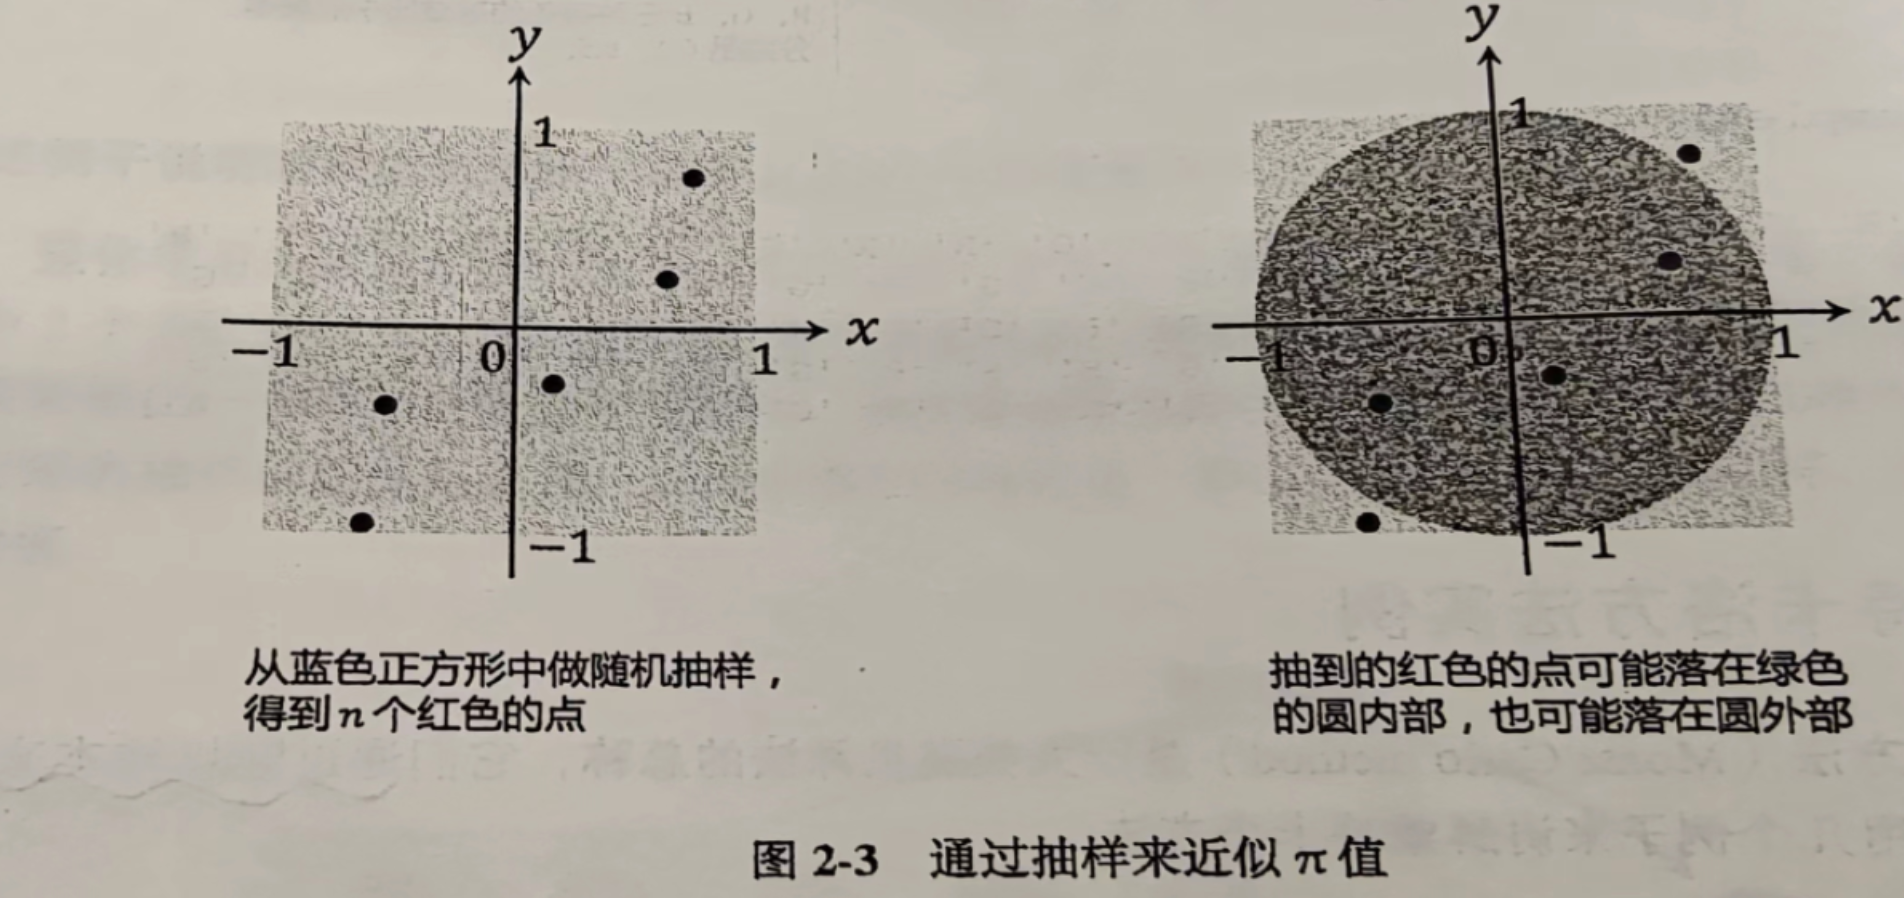 y
1
x
−1
0
1
−1
y
1
x
−1
0
1
−1
从蓝色正方形中做随机抽样，
得到n个红色的点
抽到的红色的点可能落在绿色
的圆内部，也可能落在圆外部
图 2-3 通过抽样来近似 π 值